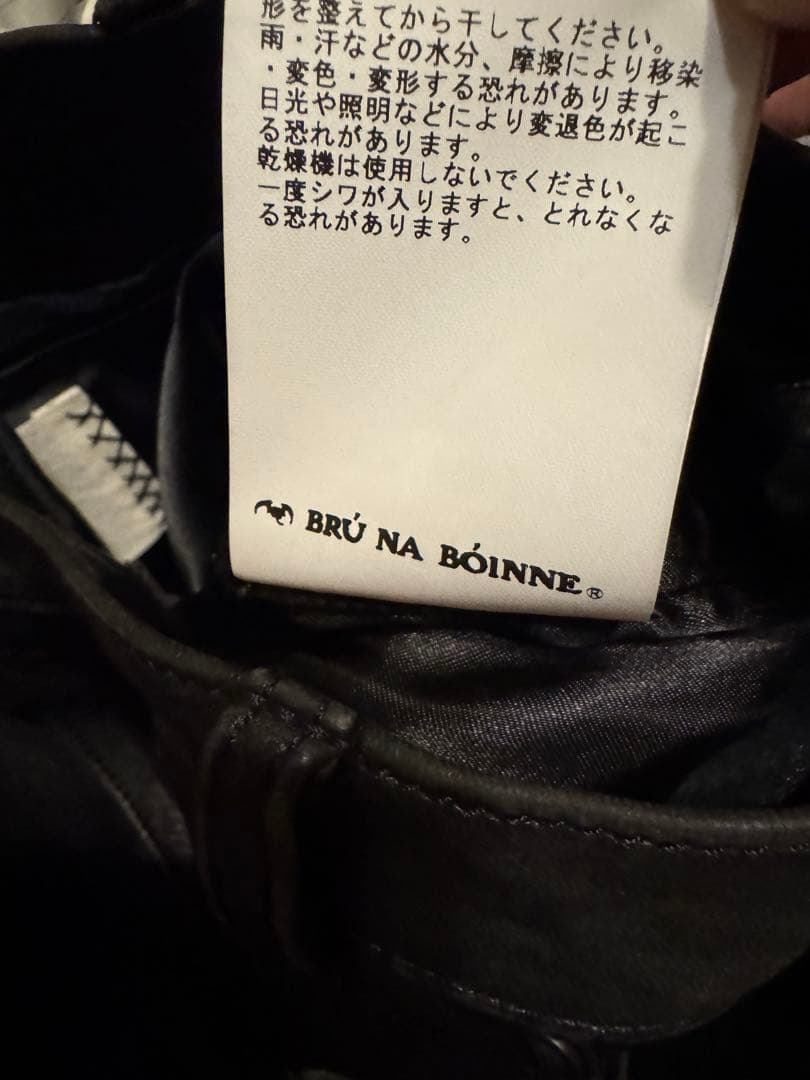 形を整えてから干してください。
雨・汗などの水分、摩擦により移染
・変色・変形する恐れがあります。
日光や照明などにより変退色が起こ
る恐れがあります。
乾燥機は使用しないでください。
一度シワが入りますと、とれなくな
る恐れがあります。
BRÚ NA BÓINNE®